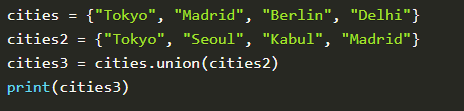 cities = {"Tokyo", "Madrid", "Berlin", "Delhi"}
cities2 = {"Tokyo", "Seoul", "Kabul", "Madrid"}
cities3 = cities.union(cities2)
print(cities3)